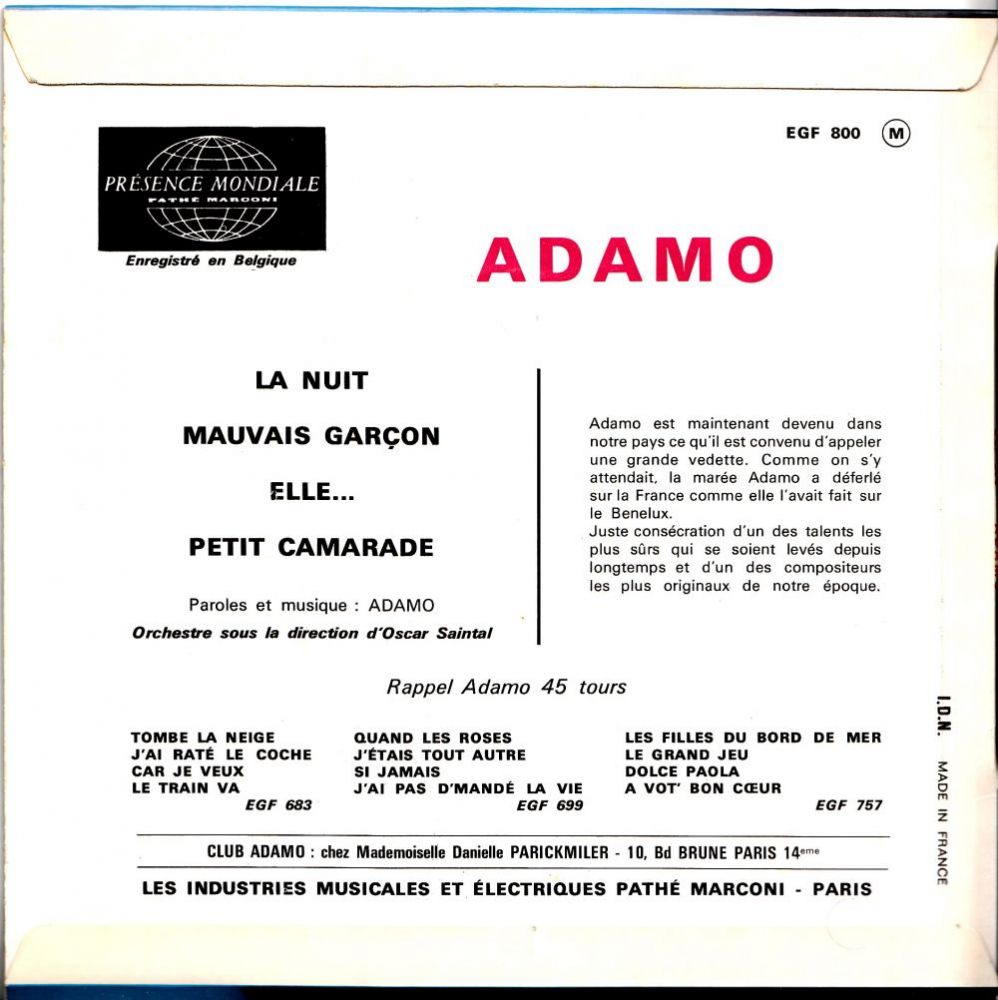 EGF 800 M
PRÉSENCE MONDIALE
PATHÉ MARCONI
Enregistré en Belgique
ADAMO
LA NUIT
MAUVAIS GARÇON
ELLE...
PETIT CAMARADE
Paroles et musique : ADAMO
Orchestre sous la direction d'Oscar Saintal
Adamo est maintenant devenu dans
notre pays ce qu'il est convenu d'appeler
une grande vedette. Comme on s'y
attendait, la marée Adamo a déferlé
sur la France comme elle l'avait fait sur
le Benelux.
Juste consécration d'un des talents les
plus sûrs qui se soient levés depuis
longtemps et d'un des compositeurs
les plus originaux de notre époque.
Rappel Adamo 45 tours
TOMBE LA NEIGE
J'AI RATÉ LE COCHE
CAR JE VEUX
LE TRAIN VA
EGF 683
QUAND LES ROSES
J'ÉTAIS TOUT AUTRE
SI JAMAIS
J'AI PAS D'MANDÉ LA VIE
EGF 699
LES FILLES DU BORD DE MER
LE GRAND JEU
DOLCE PAOLA
A VOT' BON CŒUR
EGF 757
CLUB ADAMO : chez Mademoiselle Danielle PARICKMILER - 10, Bd BRUNE PARIS 14eme
LES INDUSTRIES MUSICALES ET ÉLECTRIQUES PATHÉ MARCONI - PARIS
I.D.N. MADE IN FRANCE